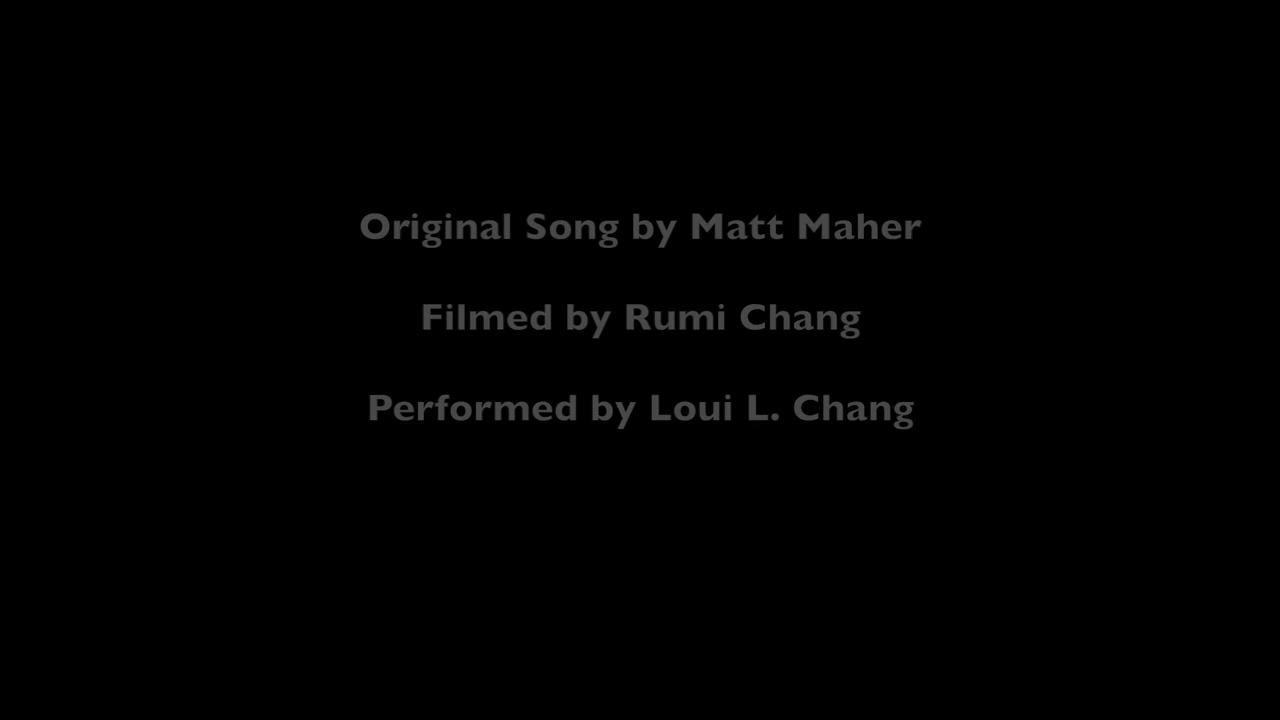 Original Song by Matt Maher
Filmed by Rumi Chang
Performed by Loui L. Chang